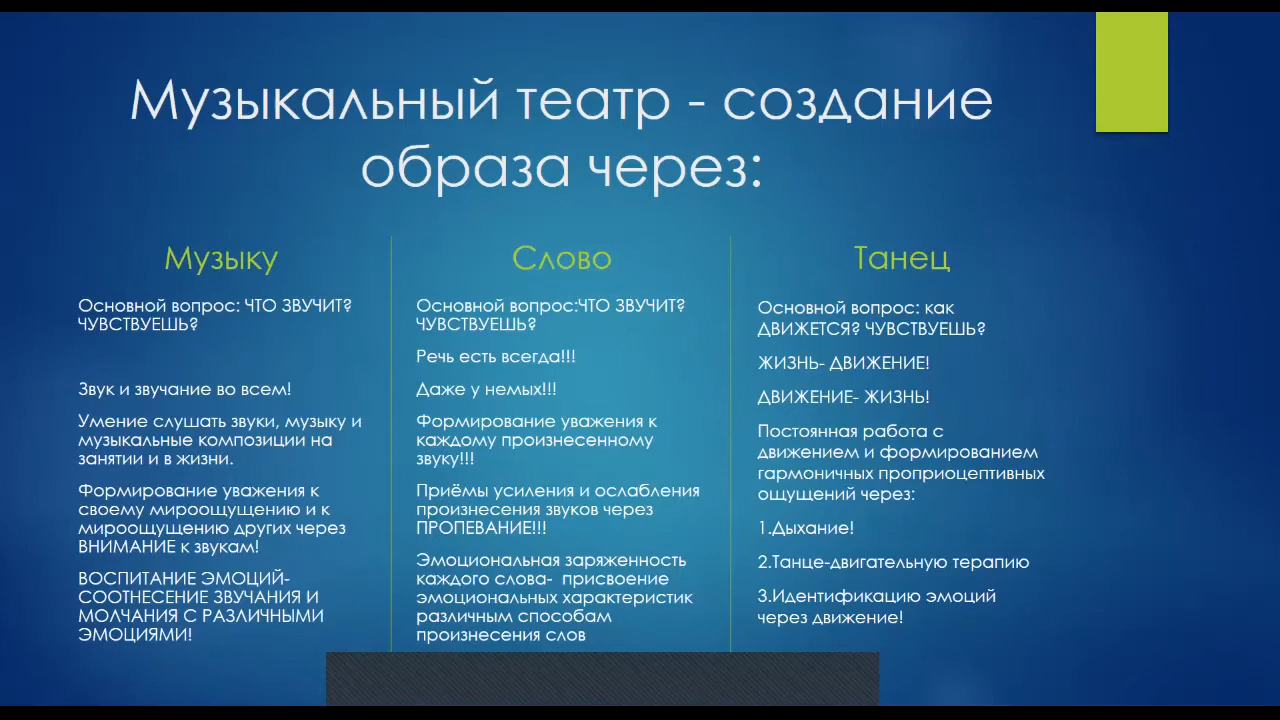 Музыкальный театр - создание
образа через:
Музыку
Основной вопрос: ЧТО ЗВУЧИТ?
ЧУВСТВУЕШЬ?
Звук и звучание во всем!
Умение слушать звуки, музыку и
музыкальные композиции на
занятии и в жизни.
Формирование уважения к
своему мироощущению и к
мироощущению других через
ВНИМАНИЕ к звукам!
ВОСПИТАНИЕ ЭМОЦИЙ-
СООТНЕСЕНИЕ ЗВУЧАНИЯ И
МОЛЧАНИЯ С РАЗЛИЧНЫМИ
ЭМОЦИЯМИ!
Слово
Основной вопрос:ЧТО ЗВУЧИТ?
ЧУВСТВУЕШЬ?
Речь есть всегда!!!
Даже у немых!!!
Формирование уважения к
каждому произнесенному
звуку!!!
Приёмы усиления и ослабления
произнесения звуков через
ПРОПЕВАНИЕ!!!
Эмоциональная заряженность
каждого слова- присвоение
эмоциональных характеристик
различным способам
произнесения слов
Танец
Основной вопрос: как
ДВИЖЕТСЯ? ЧУВСТВУЕШЬ?
ЖИЗНЬ- ДВИЖЕНИЕ!
ДВИЖЕНИЕ- ЖИЗНЬ!
Постоянная работа с
движением и формированием
гармоничных проприоцептивных
ощущений через:
1.Дыхание!
2.Танце-двигательную терапию
3.Идентификацию эмоций
через движение!